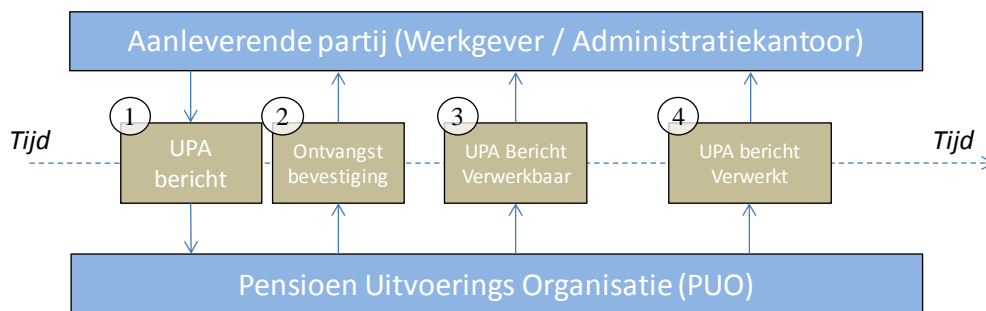 Aanleverende partij (Werkgever / Administratiekantoor)
1
2
3
4
Tijd
UPA
bericht
Ontvangst
bevestiging
UPA Bericht
Verwerkbaar
UPA bericht
Verwerkt
Tijd
Pensioen Uitvoerings Organisatie (PUO)